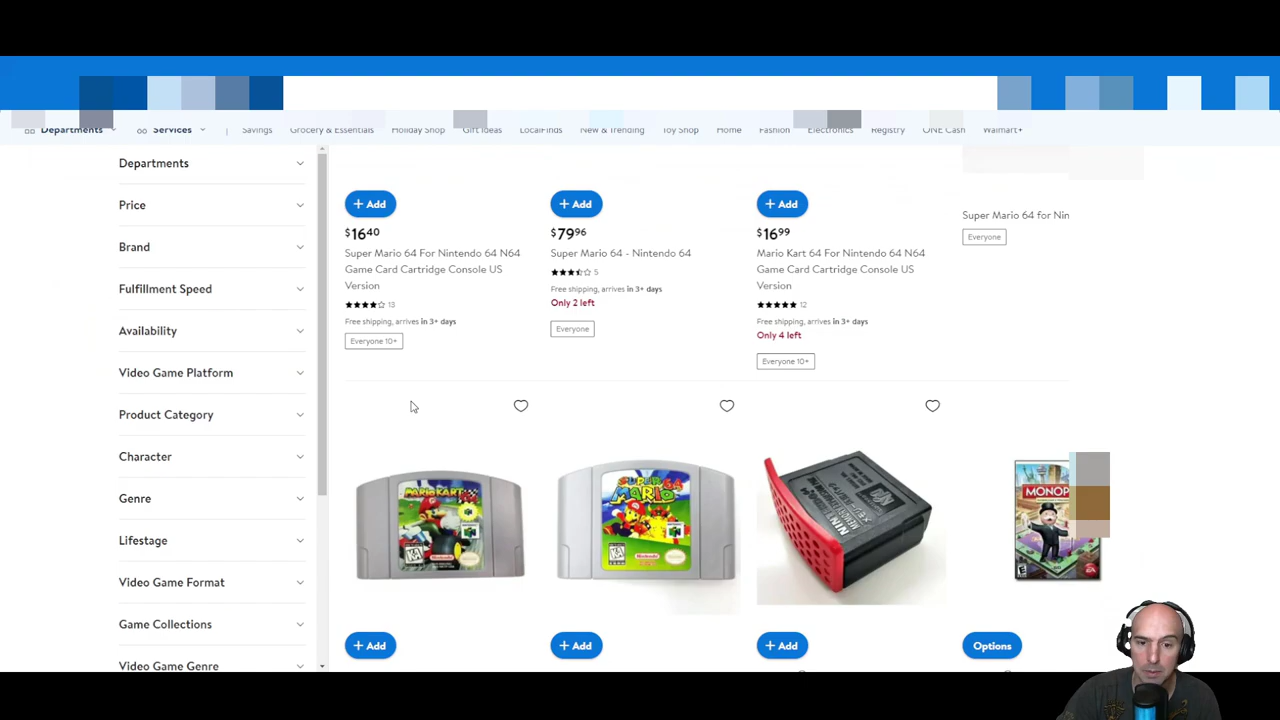 Departments
Services
Savings
Grocery & Essentials
Holiday Shop
Gift Ideas
LocalFinds
New & Trending
Toy Shop
Home
Fashion
Electronics
Registry
ONE Cash
Walmart+
Departments
Price
Brand
Fulfillment Speed
Availability
Video Game Platform
Product Category
Character
Genre
Lifestage
Video Game Format
Game Collections
Video Game Genre
+ Add
$16 40
Super Mario 64 For Nintendo 64 N64
Game Card Cartridge Console US
Version
13
Free shipping, arrives in 3+ days
Everyone 10+
+ Add
$79 96
Super Mario 64 - Nintendo 64
5
Free shipping, arrives in 3+ days
Only 2 left
Everyone
+ Add
$16 99
Mario Kart 64 For Nintendo 64 N64
Game Card Cartridge Console US
Version
12
Free shipping, arrives in 3+ days
Only 4 left
Everyone 10+
Super Mario 64 for Nin
Everyone
MARIO KART
SUPER
MARIO 64
MONOP
+ Add
+ Add
+ Add
Options